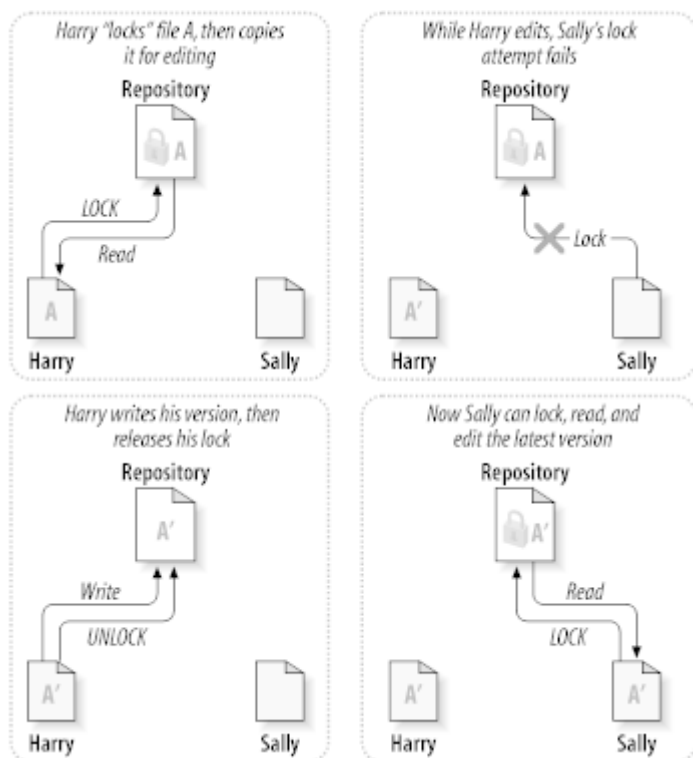 Harry “locks” file A, then copies
it for editing
Repository
A
LOCK
Read
A
Harry
Sally
While Harry edits, Sally’s lock
attempt fails
Repository
A
Lock
A’
Harry
Sally
Harry writes his version, then
releases his lock
Repository
A’
Write
UNLOCK
A’
Harry
Sally
Now Sally can lock, read, and
edit the latest version
Repository
A’
Read
LOCK
A’
A’
Harry
Sally